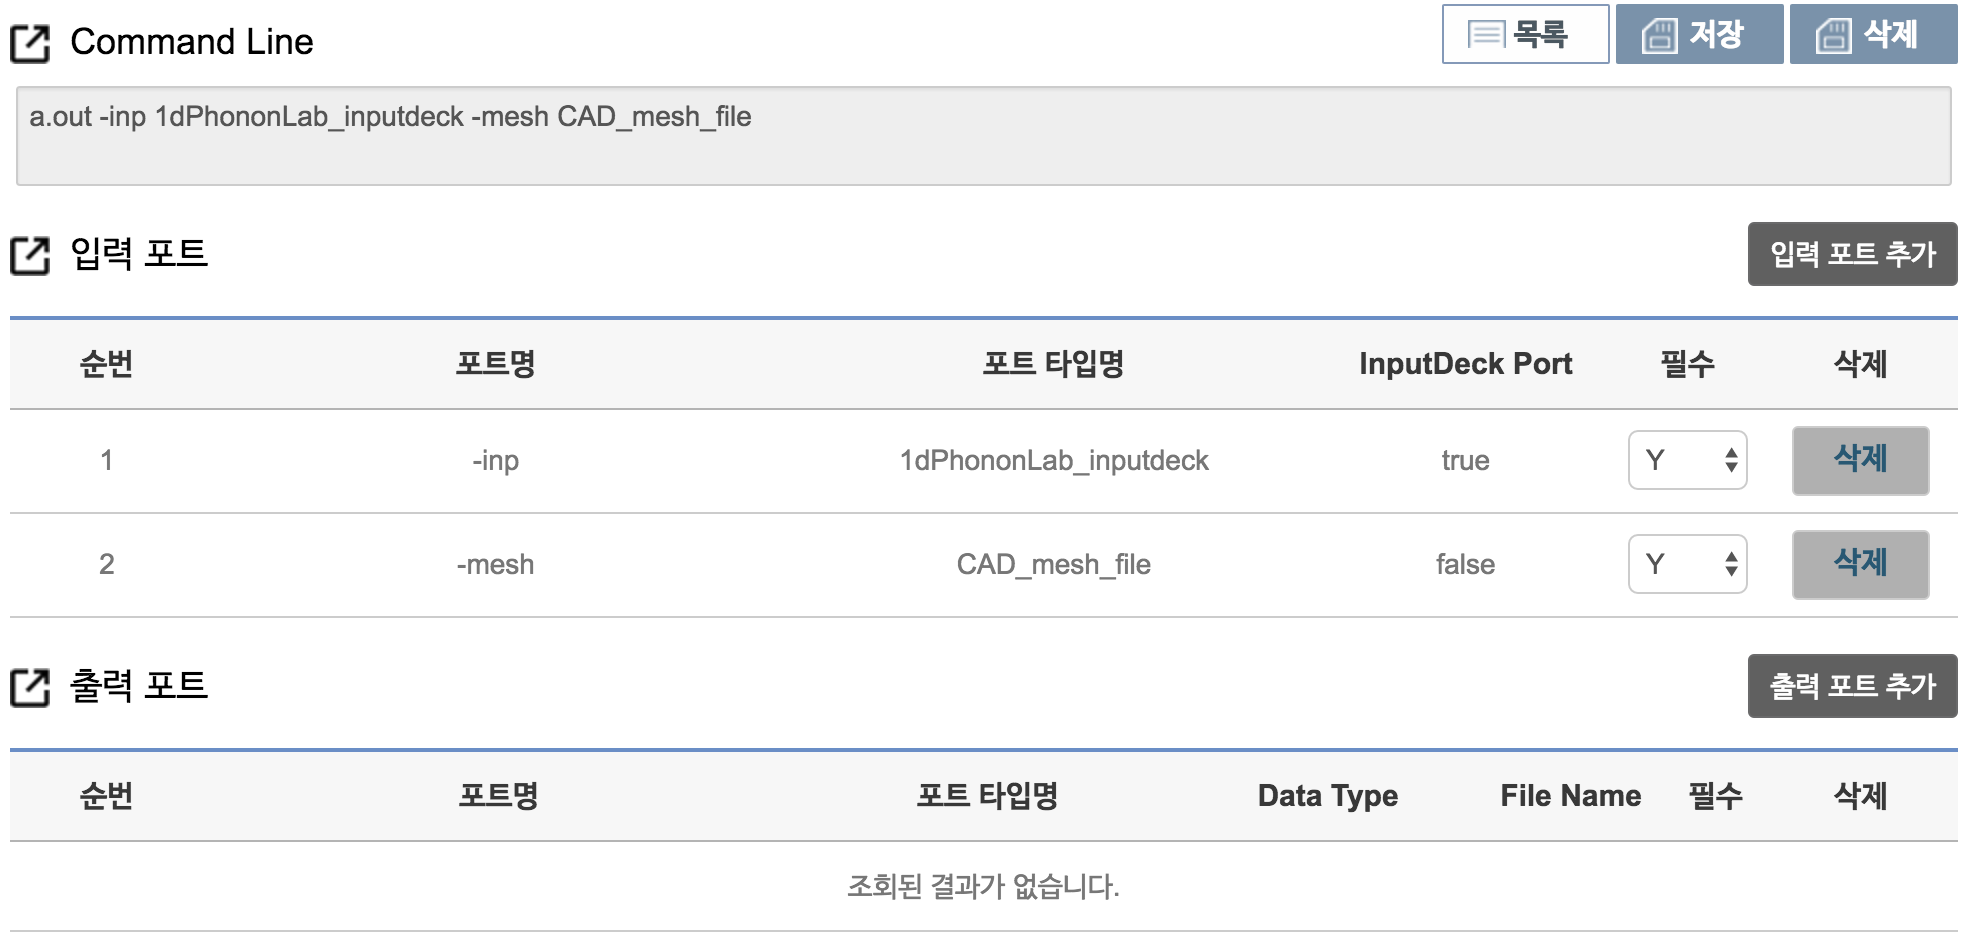 Command Line
목록 저장 삭제
a.out -inp 1dPhononLab_inputdeck -mesh CAD_mesh_file
입력 포트
입력 포트 추가
순번 포트명 포트 타입명 InputDeck Port 필수 삭제
1 -inp 1dPhononLab_inputdeck true Y 삭제
2 -mesh CAD_mesh_file false Y 삭제
출력 포트
출력 포트 추가
순번 포트명 포트 타입명 Data Type File Name 필수 삭제
조회된 결과가 없습니다.